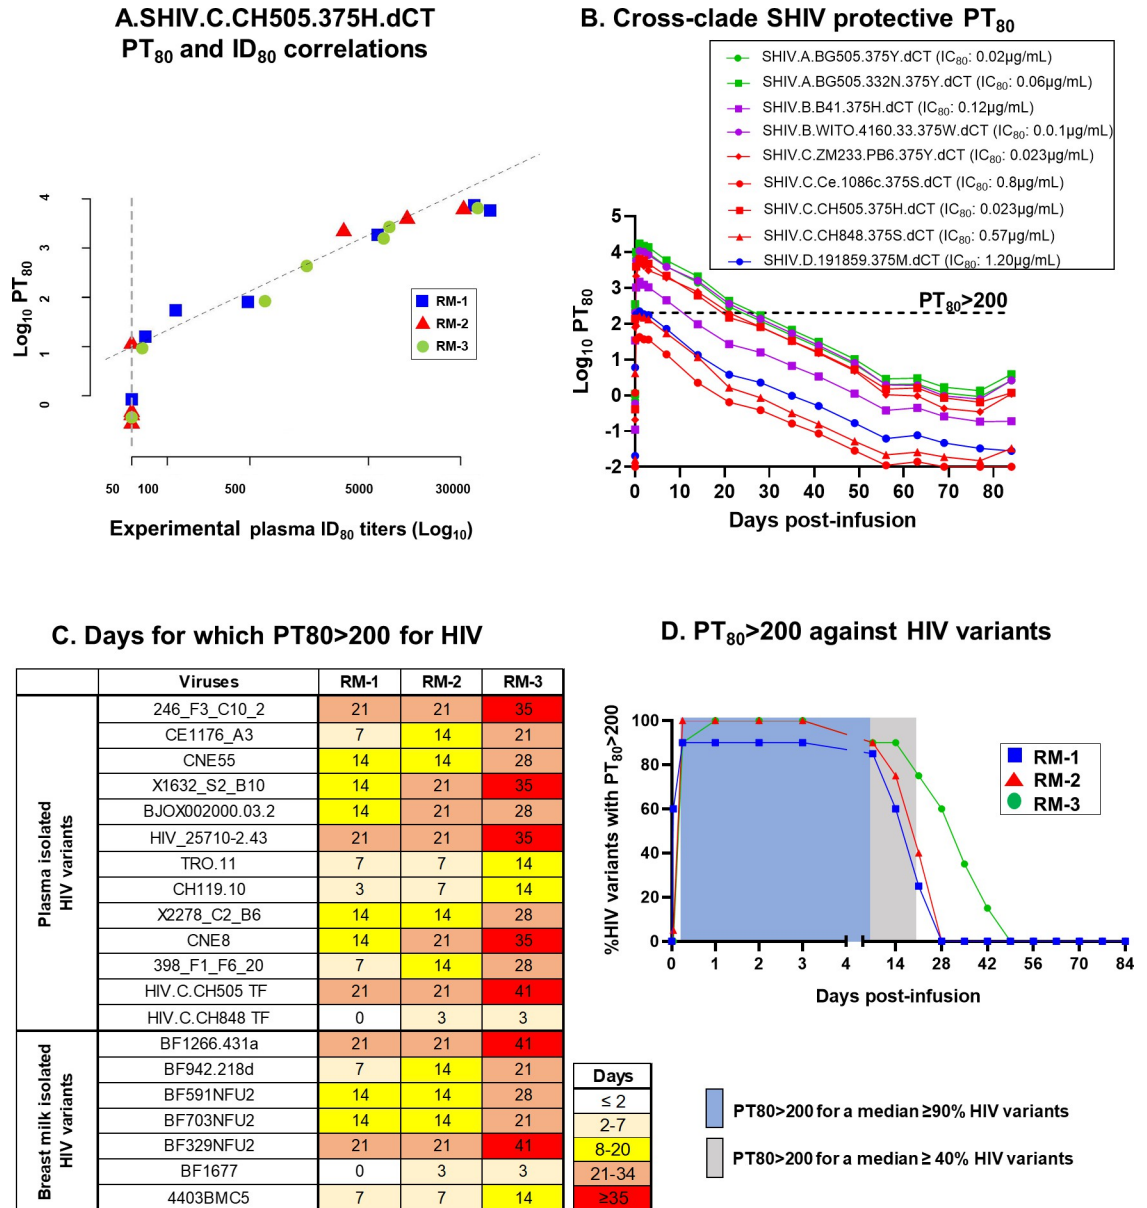 A.SHIV.C.CH505.375H.dCT
PT80 and ID80 correlations
Log10 PT80
4
3
2
1
0
50 100 500 5000 30000
Experimental plasma ID80 titers (Log10)
RM-1
RM-2
RM-3
B. Cross-clade SHIV protective PT80
SHIV.A.BG505.375Y.dCT (IC80: 0.02µg/mL)
SHIV.A.BG505.332N.375Y.dCT (IC80: 0.06µg/mL)
SHIV.B.B41.375H.dCT (IC80: 0.12µg/mL)
SHIV.B.WITO.4160.33.375W.dCT (IC80: 0.0.1µg/mL)
SHIV.C.ZM233.PB6.375Y.dCT (IC80: 0.023µg/mL)
SHIV.C.Ce.1086c.375S.dCT (IC80: 0.8µg/mL)
SHIV.C.CH505.375H.dCT (IC80: 0.023µg/mL)
SHIV.C.CH848.375S.dCT (IC80: 0.57µg/mL)
SHIV.D.191859.375M.dCT (IC80: 1.20µg/mL)
PT80>200
Log10 PT80
5
4
3
2
1
0
-1
-2
0 10 20 30 40 50 60 70 80
Days post-infusion
C. Days for which PT80>200 for HIV
Viruses RM-1 RM-2 RM-3
Plasma isolated
HIV variants
246_F3_C10_2 21 21 35
CE1176_A3 7 14 21
CNE55 14 14 28
X1632_S2_B10 14 21 35
BJOX002000.03.2 14 21 28
HIV_25710-2.43 21 21 35
TRO.11 7 7 14
CH119.10 3 7 14
X2278_C2_B6 14 14 28
CNE8 14 21 35
398_F1_F6_20 7 14 28
HIV.C.CH505 TF 21 21 41
HIV.C.CH848 TF 0 3 3
Breast milk isolated
HIV variants
BF1266.431a 21 21 41
BF942.218d 7 14 21
BF591NFU2 14 14 28
BF703NFU2 14 14 21
BF329NFU2 21 21 41
BF1677 0 3 3
4403BMC5 7 7 14
Days
≤ 2
2-7
8-20
21-34
≥35
D. PT80>200 against HIV variants
%HIV variants with PT80>200
100
80
60
40
20
0
0 1 2 3 4 14 28 42 56 70 84
Days post-infusion
RM-1
RM-2
RM-3
PT80>200 for a median ≥90% HIV variants
PT80>200 for a median ≥ 40% HIV variants